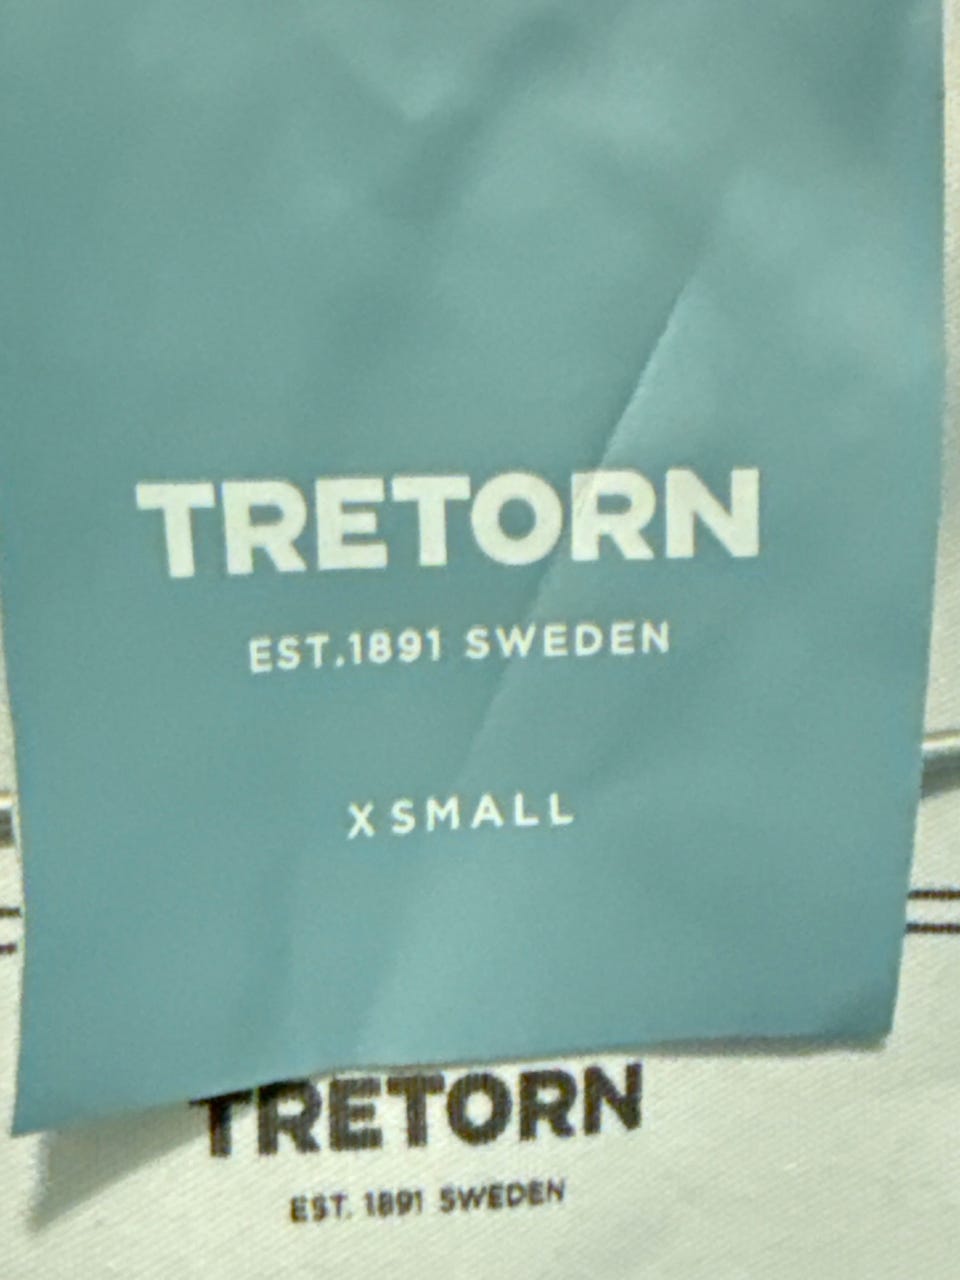 TRETORN
EST.1891 SWEDEN
X SMALL
TRETORN
EST. 1891 SWEDEN